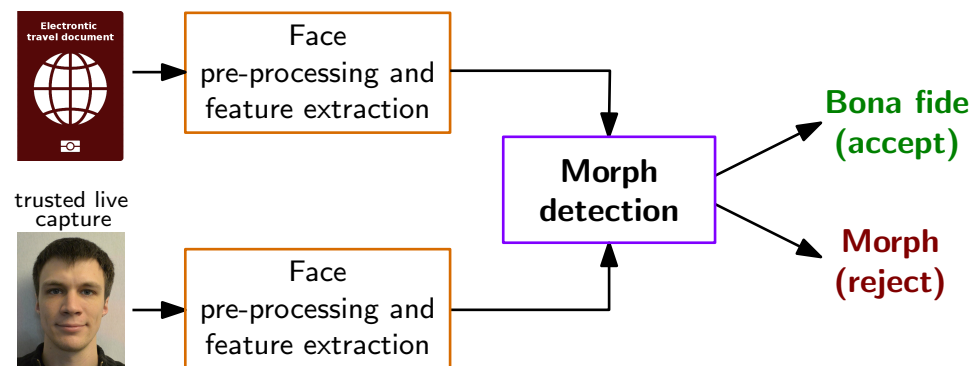 Electrontic
travel document
Face
pre-processing and
feature extraction
Bona fide
(accept)
Morph
detection
trusted live
capture
Morph
(reject)
Face
pre-processing and
feature extraction